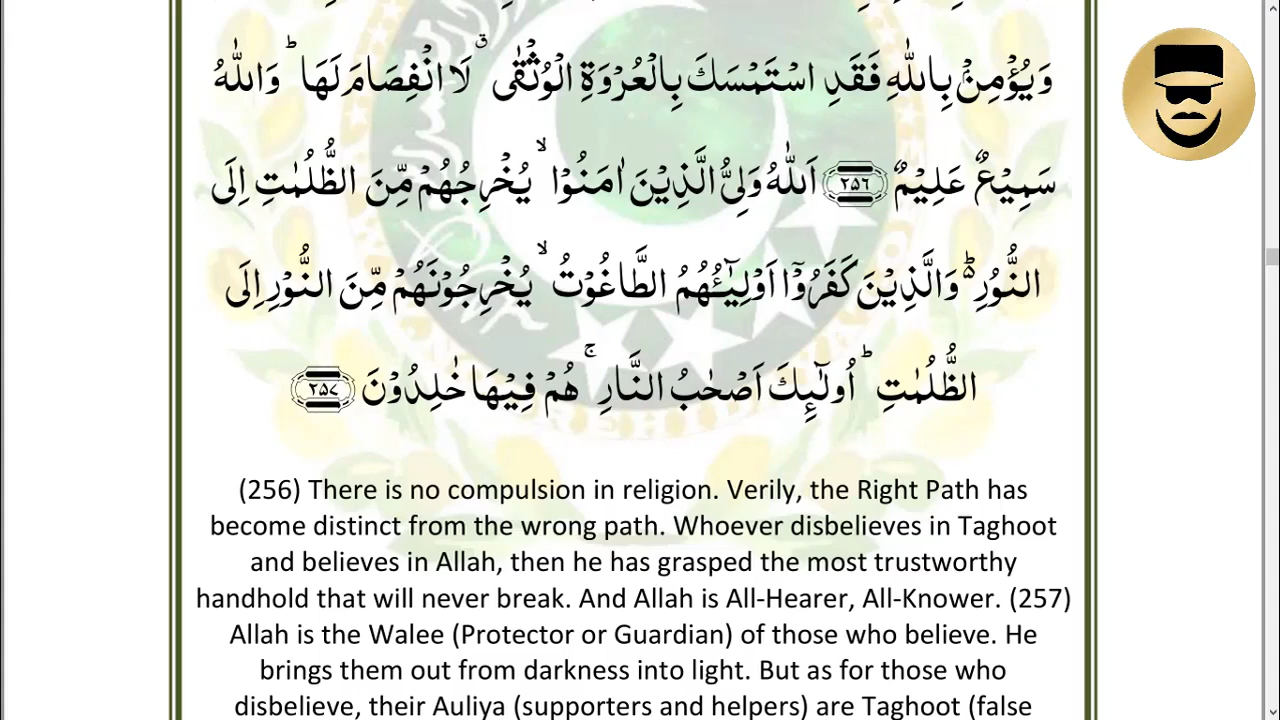 وَيُؤْمِنْۢ بِاللّٰهِ فَقَدِ اسْتَمْسَكَ بِالْعُرْوَةِ الْوُثْقٰى ۗ لَا انْفِصَامَ لَهَا ؕ وَاللّٰهُ
سَمِيْعٌ عَلِيْمٌ ﴿۲۵۶﴾ اَللّٰهُ وَلِىُّ الَّذِيْنَ اٰمَنُوْا ۙ يُخْرِجُهُمْ مِّنَ الظُّلُمٰتِ اِلَى
النُّوْرِ ؕ۬ وَالَّذِيْنَ كَفَرُوْۤا اَوْلِيٰٓـــُٔهُمُ الطَّاغُوْتُ ۙ يُخْرِجُوْنَهُمْ مِّنَ النُّوْرِ اِلَى
الظُّلُمٰتِ ؕ اُولٰٓئِكَ اَصْحٰبُ النَّارِ ۚ هُمْ فِيْهَا خٰلِدُوْنَ ﴿۲۵۷﴾
(256) There is no compulsion in religion. Verily, the Right Path has
become distinct from the wrong path. Whoever disbelieves in Taghoot
and believes in Allah, then he has grasped the most trustworthy
handhold that will never break. And Allah is All-Hearer, All-Knower. (257)
Allah is the Walee (Protector or Guardian) of those who believe. He
brings them out from darkness into light. But as for those who
disbelieve, their Auliya (supporters and helpers) are Taghoot (false